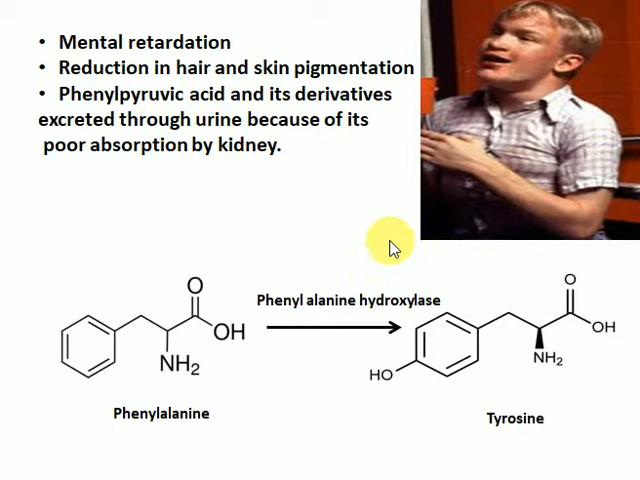 • Mental retardation
• Reduction in hair and skin pigmentation
• Phenylpyruvic acid and its derivatives
excreted through urine because of its
poor absorption by kidney.
Phenyl alanine hydroxylase
O
OH
NH₂
O
OH
NH₂
HO
Phenylalanine
Tyrosine